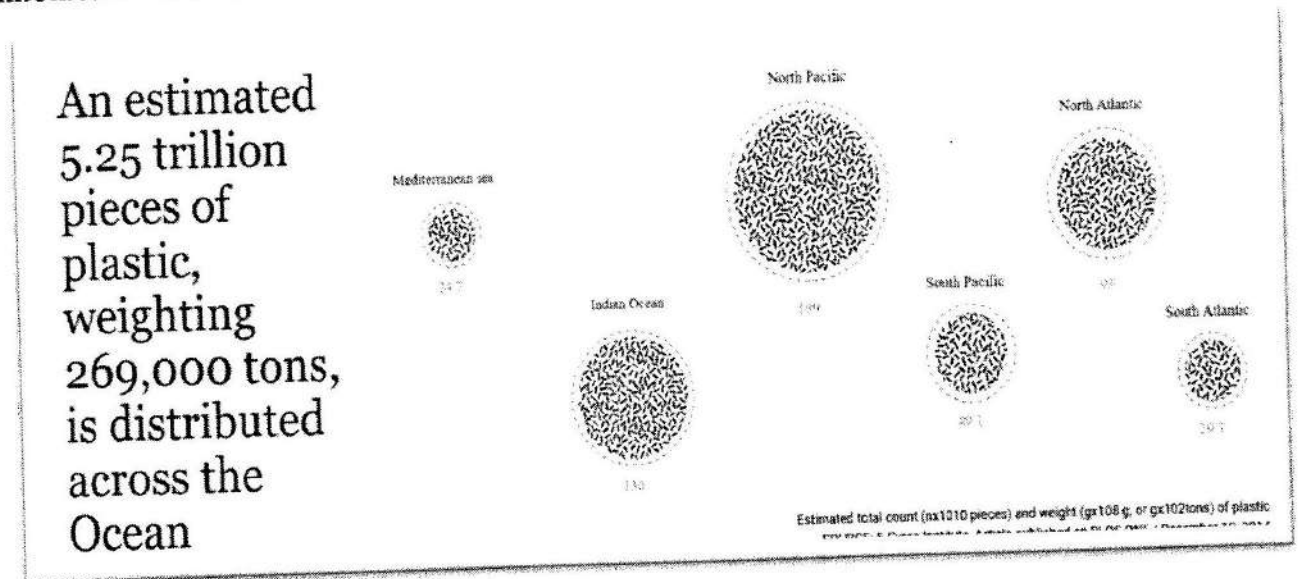 An estimated
5.25 trillion
pieces of
plastic,
weighting
269,000 tons,
is distributed
across the
Ocean
North Pacific
North Atlantic
Mediterranean sea
Indian Ocean
South Pacific
South Atlantic
Estimated total count (nx1010 pieces) and weight (gx108 g, or gx102tons) of plastic